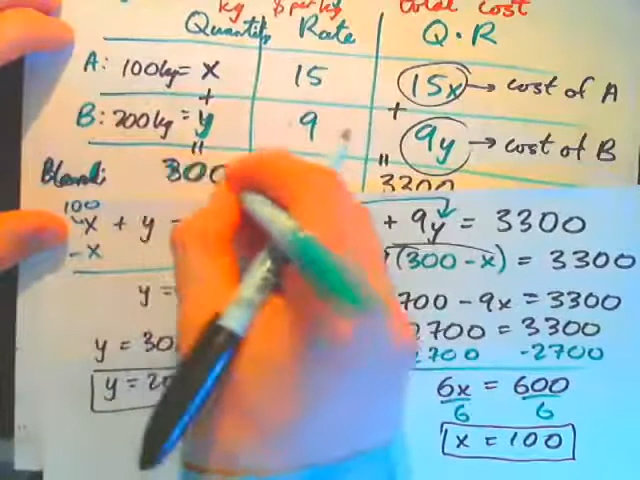 kg $ per kg total cost
Quantity Rate Q·R
A: 100kg = x 15 15x → cost of A
+ +
B: 200kg = y 9 9y → cost of B
" "
Blend: 300 3300
100
x + y = + 9y = 3300
- x (300 - x) = 3300
y = 700 - 9x = 3300
y = 30 2700 = 3300
y = 20 2700 -2700
6x = 600
6 6
x = 100